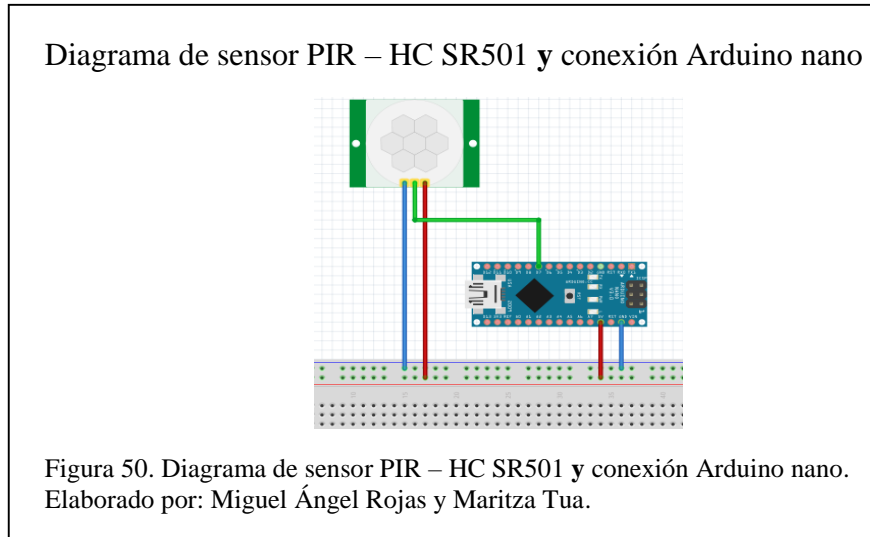 Diagrama de sensor PIR – HC SR501 y conexión Arduino nano
Figura 50. Diagrama de sensor PIR – HC SR501 y conexión Arduino nano.
Elaborado por: Miguel Ángel Rojas y Maritza Tua.